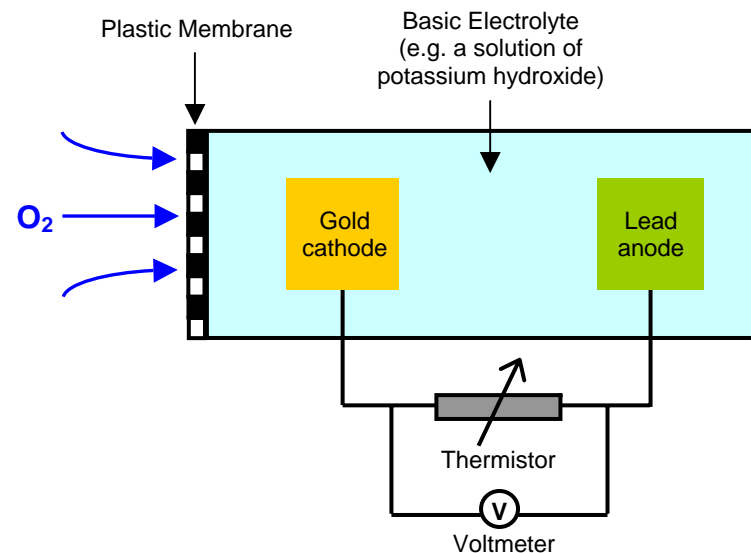 Plastic Membrane
Basic Electrolyte
(e.g. a solution of
potassium hydroxide)
O₂
Gold
cathode
Lead
anode
Thermistor
V
Voltmeter